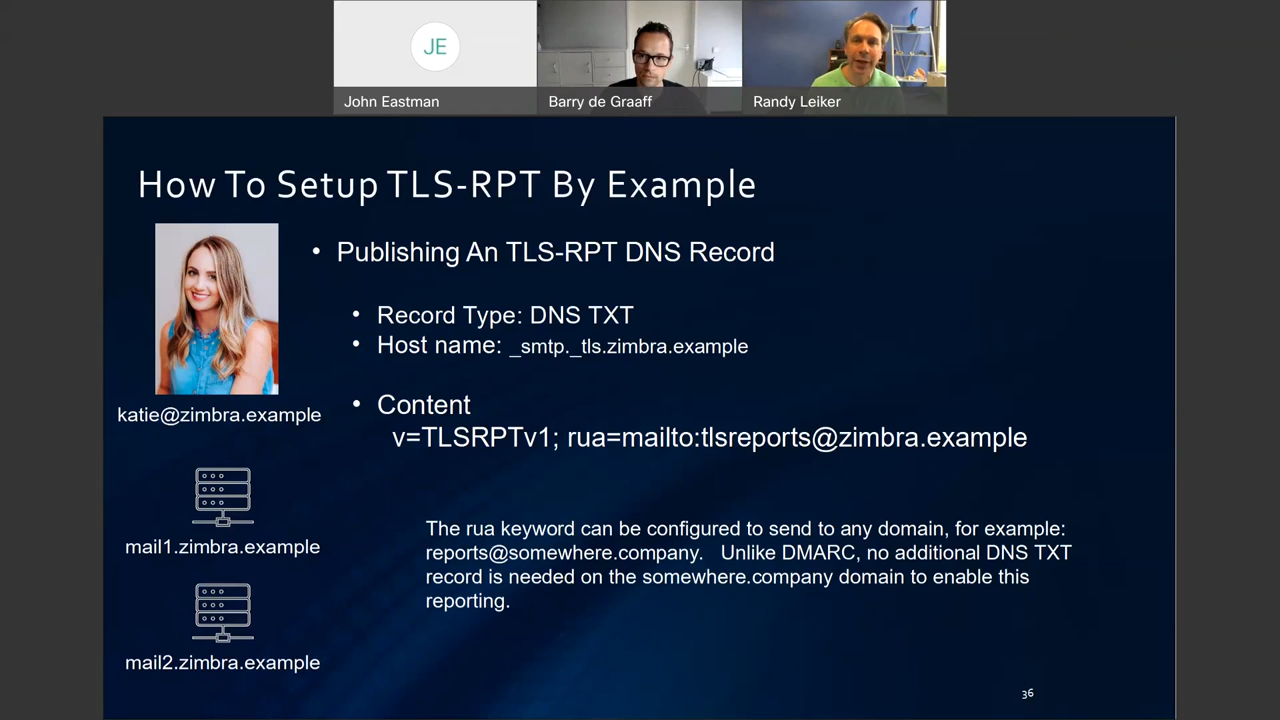 JE
John Eastman
Barry de Graaff
Randy Leiker
How To Setup TLS-RPT By Example
• Publishing An TLS-RPT DNS Record
• Record Type: DNS TXT
• Host name: _smtp._tls.zimbra.example
katie@zimbra.example
• Content
v=TLSRPTv1; rua=mailto:tlsreports@zimbra.example
mail1.zimbra.example
The rua keyword can be configured to send to any domain, for example:
reports@somewhere.company. Unlike DMARC, no additional DNS TXT
record is needed on the somewhere.company domain to enable this
reporting.
mail2.zimbra.example
36